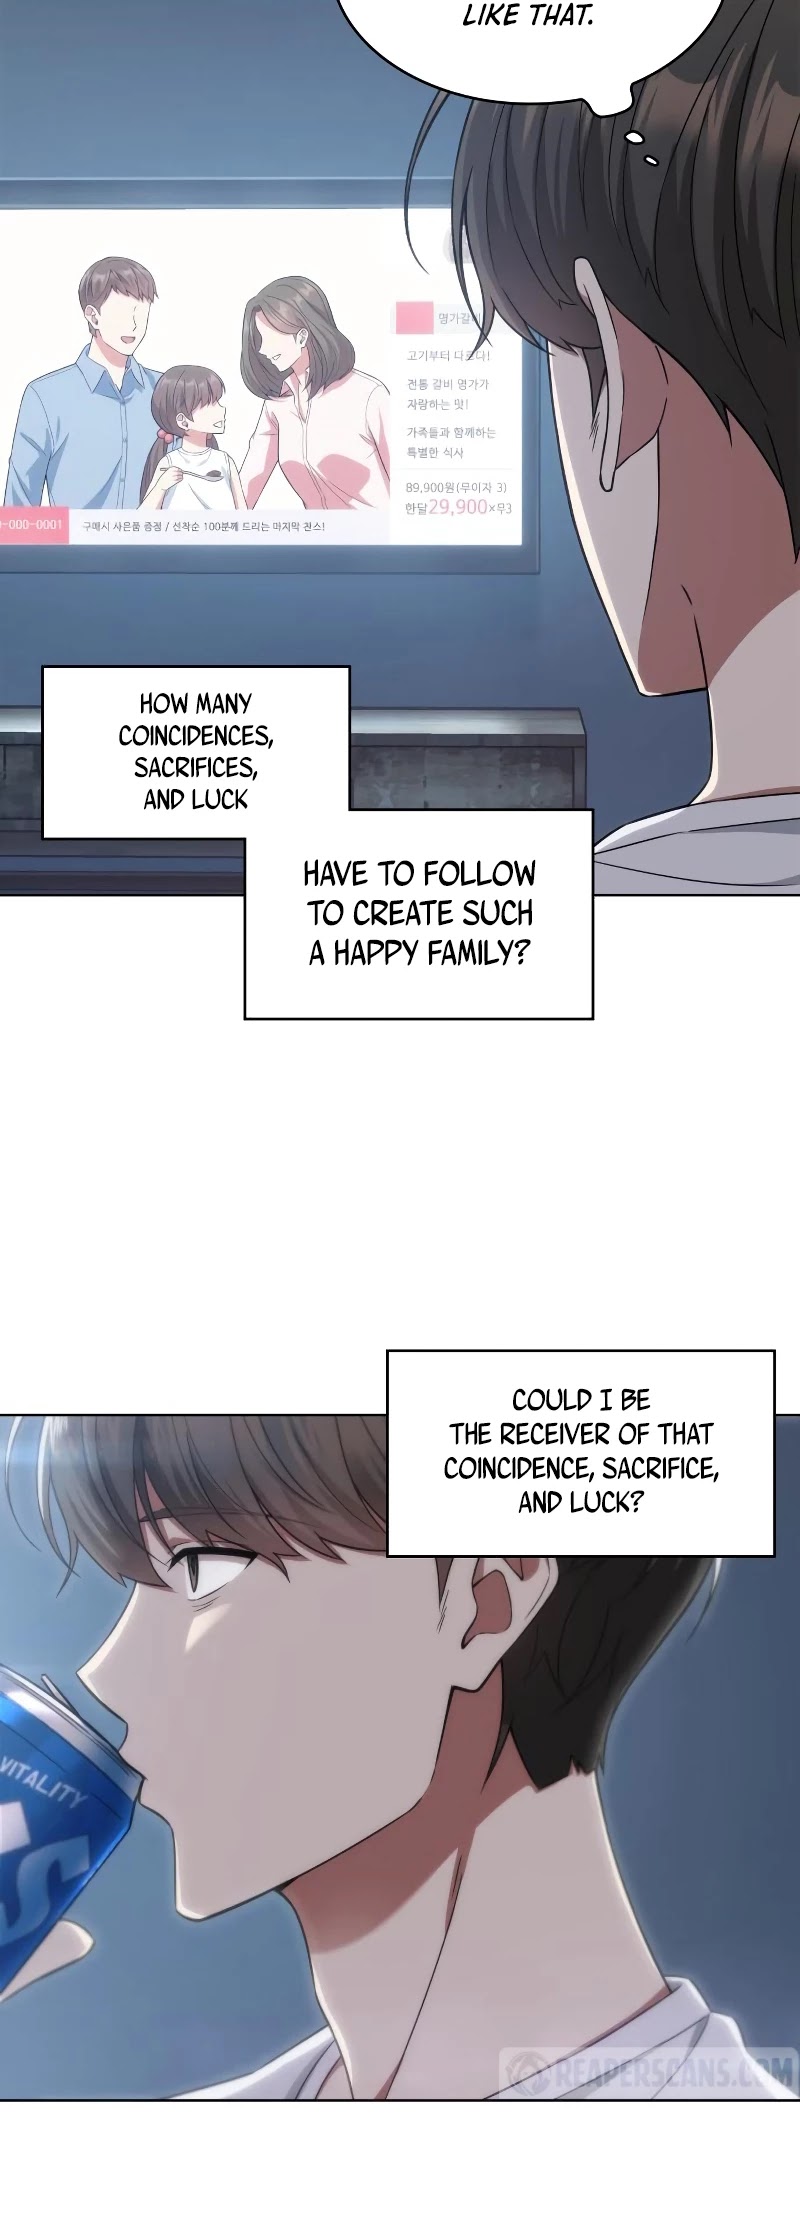 LIKE THAT.
명가갈비
고기부터 다르다!
전통 갈비 명가가
자랑하는 맛!
가족들과 함께하는
특별한 식사
89,900원(무이자 3)
한달29,900×무3
0-000-0001
구매시 사은품 증정 / 선착순 100분께 드리는 마지막 찬스!
HOW MANY
COINCIDENCES,
SACRIFICES,
AND LUCK
HAVE TO FOLLOW
TO CREATE SUCH
A HAPPY FAMILY?
COULD I BE
THE RECEIVER OF THAT
COINCIDENCE, SACRIFICE,
AND LUCK?
VITALITY
REAPERSCANS.COM